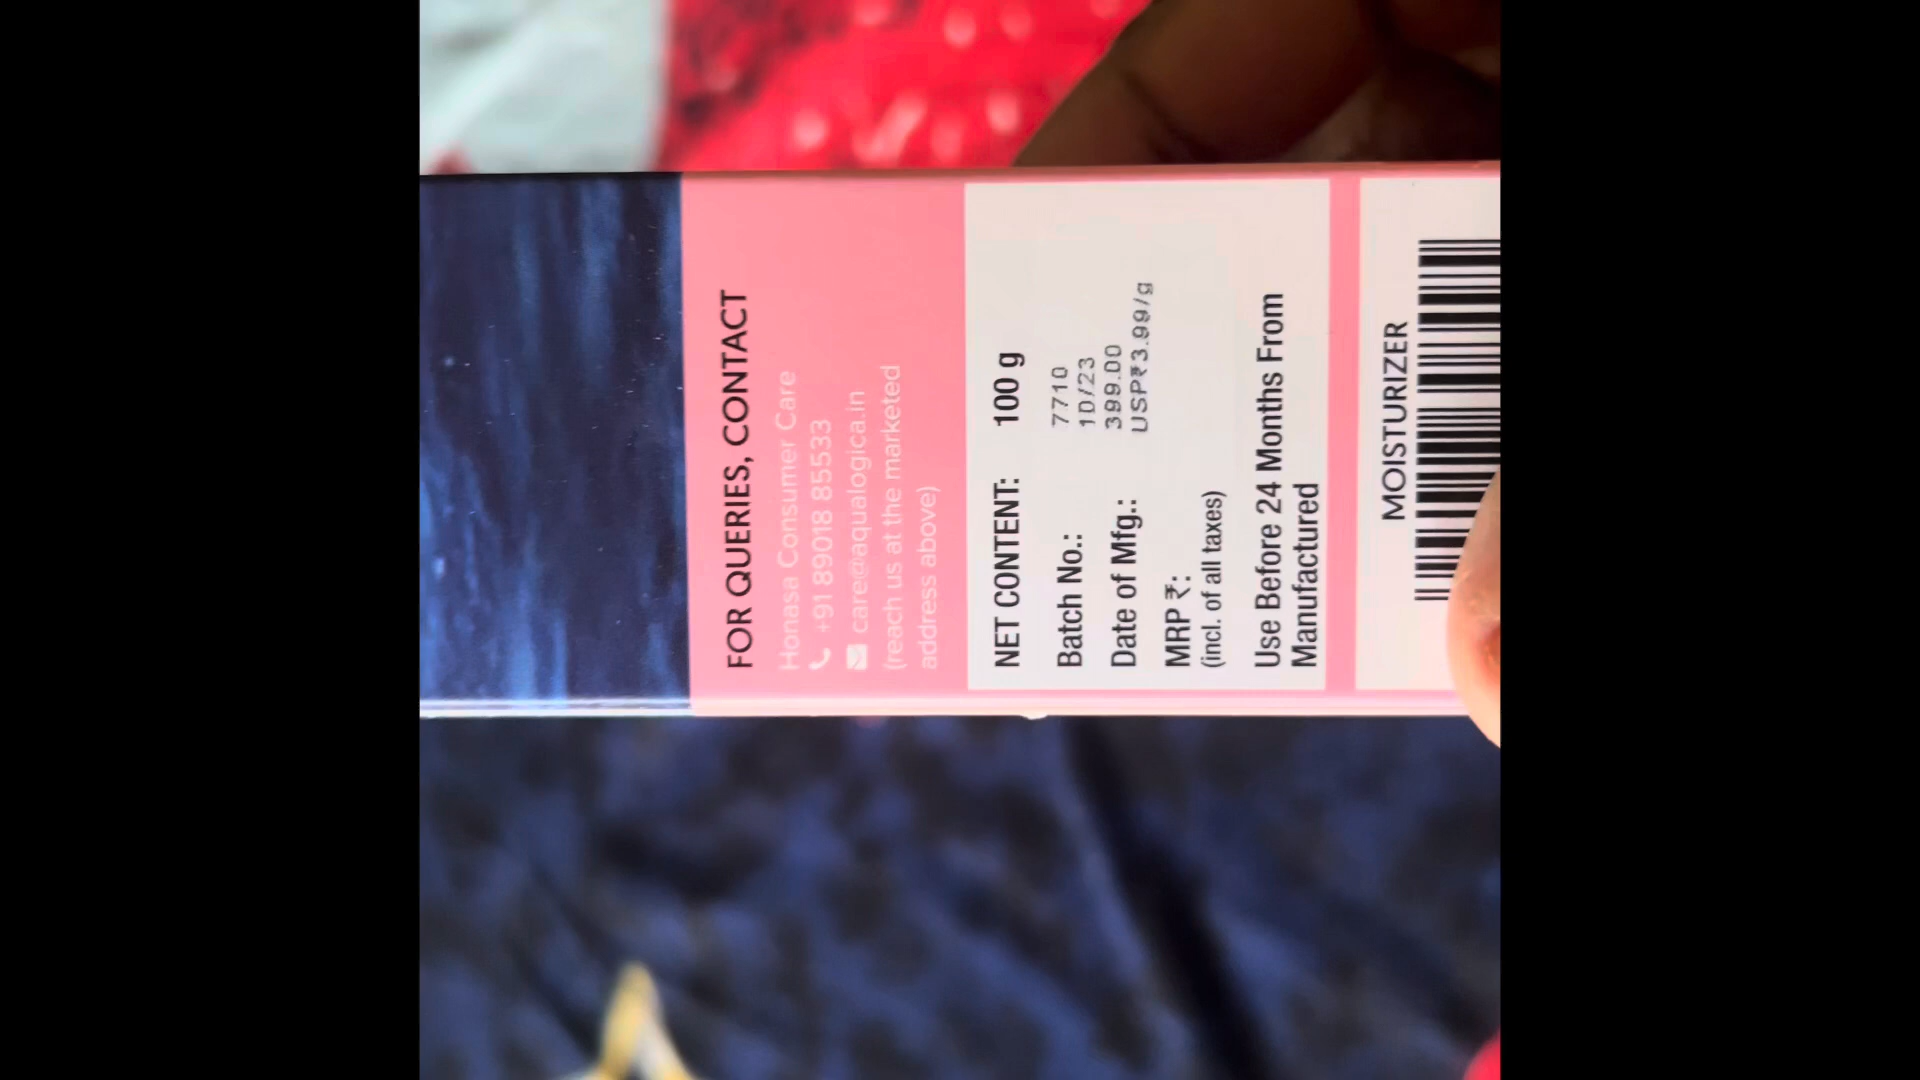 FOR QUERIES, CONTACT
Honasa Consumer Care
+91 89018 85533
care@aqualogica.in
(reach us at the marketed
address above)
NET CONTENT: 100 g
Batch No.: 7710
Date of Mfg.: 10/23
MRP ₹: 399.00
(incl. of all taxes) USP₹3.99/g
Use Before 24 Months From
Manufactured
MOISTURIZER